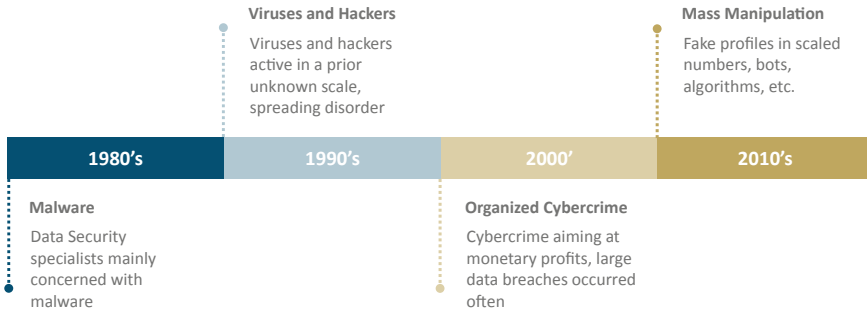 Viruses and Hackers
Viruses and hackers
active in a prior
unknown scale,
spreading disorder
Mass Manipulation
Fake profiles in scaled
numbers, bots,
algorithms, etc.
1980's
1990's
2000'
2010's
Malware
Data Security
specialists mainly
concerned with
malware
Organized Cybercrime
Cybercrime aiming at
monetary profits, large
data breaches occurred
often